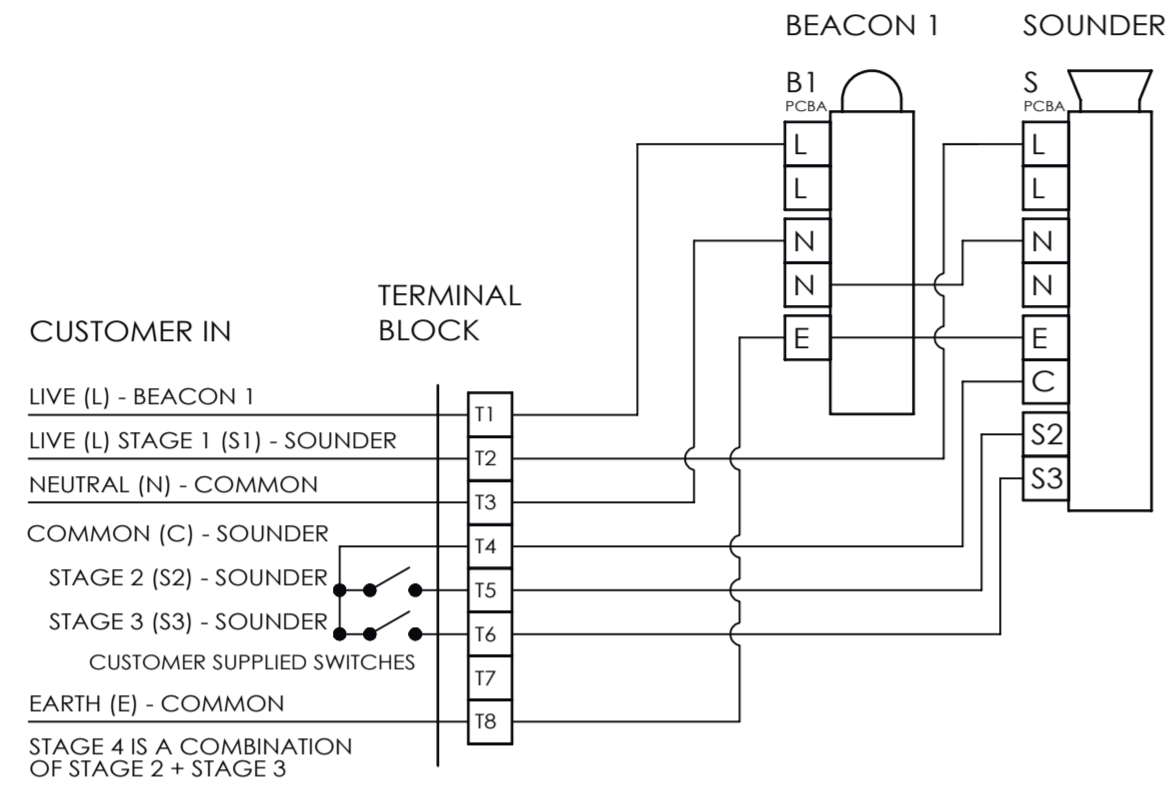 BEACON 1
SOUNDER
B1
PCBA
L
L
N
N
E
S
PCBA
L
L
N
N
E
C
S2
S3
CUSTOMER IN
TERMINAL
BLOCK
LIVE (L) - BEACON 1
LIVE (L) STAGE 1 (S1) - SOUNDER
NEUTRAL (N) - COMMON
COMMON (C) - SOUNDER
STAGE 2 (S2) - SOUNDER
STAGE 3 (S3) - SOUNDER
CUSTOMER SUPPLIED SWITCHES
EARTH (E) - COMMON
STAGE 4 IS A COMBINATION
OF STAGE 2 + STAGE 3
T1
T2
T3
T4
T5
T6
T7
T8